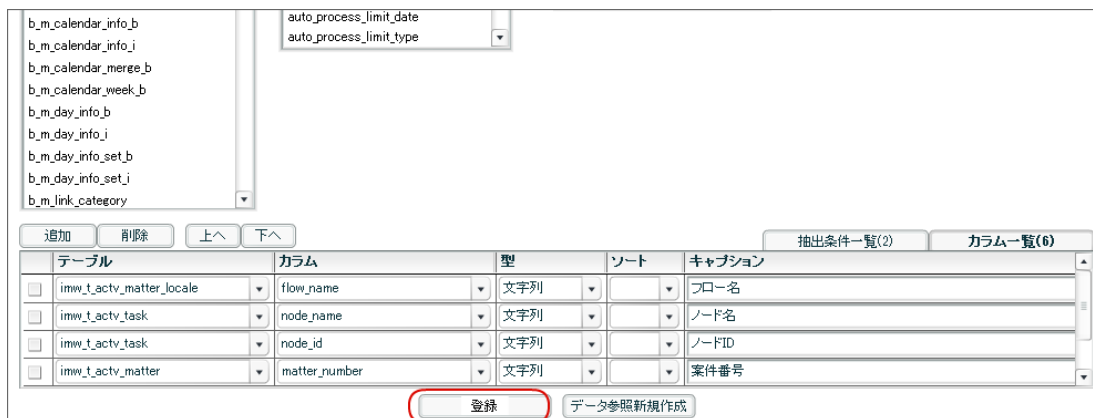 b_m_calendar_info_b
b_m_calendar_info_i
b_m_calendar_merge_b
b_m_calendar_week_b
b_m_day_info_b
b_m_day_info_i
b_m_day_info_set_b
b_m_day_info_set_i
b_m_link_category
auto_process_limit_date
auto_process_limit_type
追加 削除 上へ 下へ 抽出条件一覧(2) カラム一覧(6)
テーブル カラム 型 ソート キャプション
imw_t_actv_matter_locale flow_name 文字列 フロー名
imw_t_actv_task node_name 文字列 ノード名
imw_t_actv_task node_id 文字列 ノードID
imw_t_actv_matter matter_number 文字列 案件番号
登録 データ参照新規作成